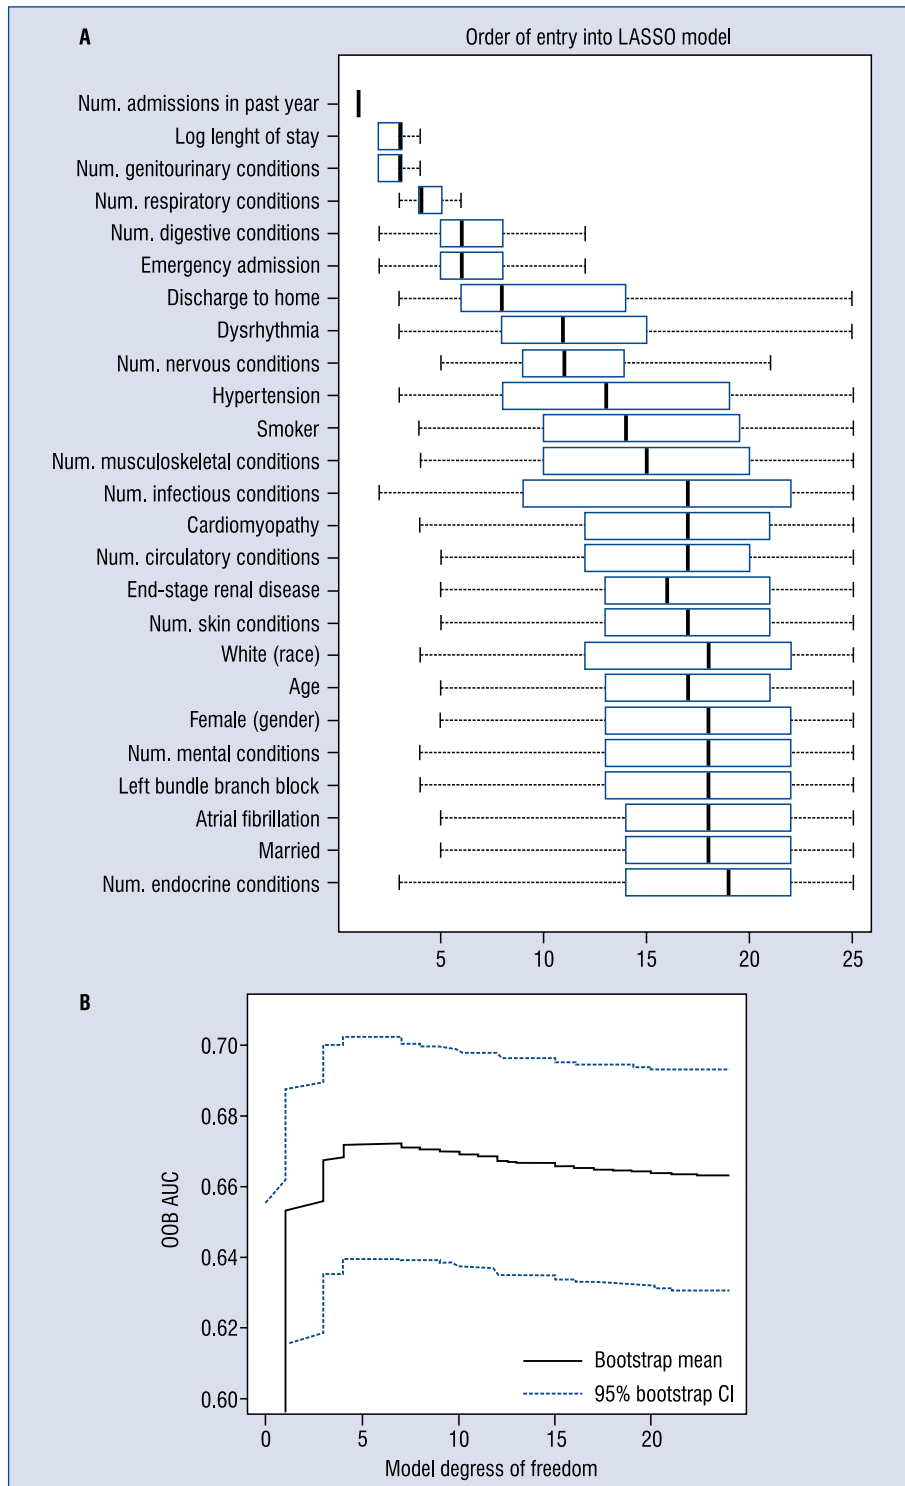 A
Order of entry into LASSO model
Num. admissions in past year
Log lenght of stay
Num. genitourinary conditions
Num. respiratory conditions
Num. digestive conditions
Emergency admission
Discharge to home
Dysrhythmia
Num. nervous conditions
Hypertension
Smoker
Num. musculoskeletal conditions
Num. infectious conditions
Cardiomyopathy
Num. circulatory conditions
End-stage renal disease
Num. skin conditions
White (race)
Age
Female (gender)
Num. mental conditions
Left bundle branch block
Atrial fibrillation
Married
Num. endocrine conditions
5 10 15 20 25
B
OOB AUC
0.70
0.68
0.66
0.64
0.62
0.60
Bootstrap mean
95% bootstrap CI
0 5 10 15 20
Model degress of freedom